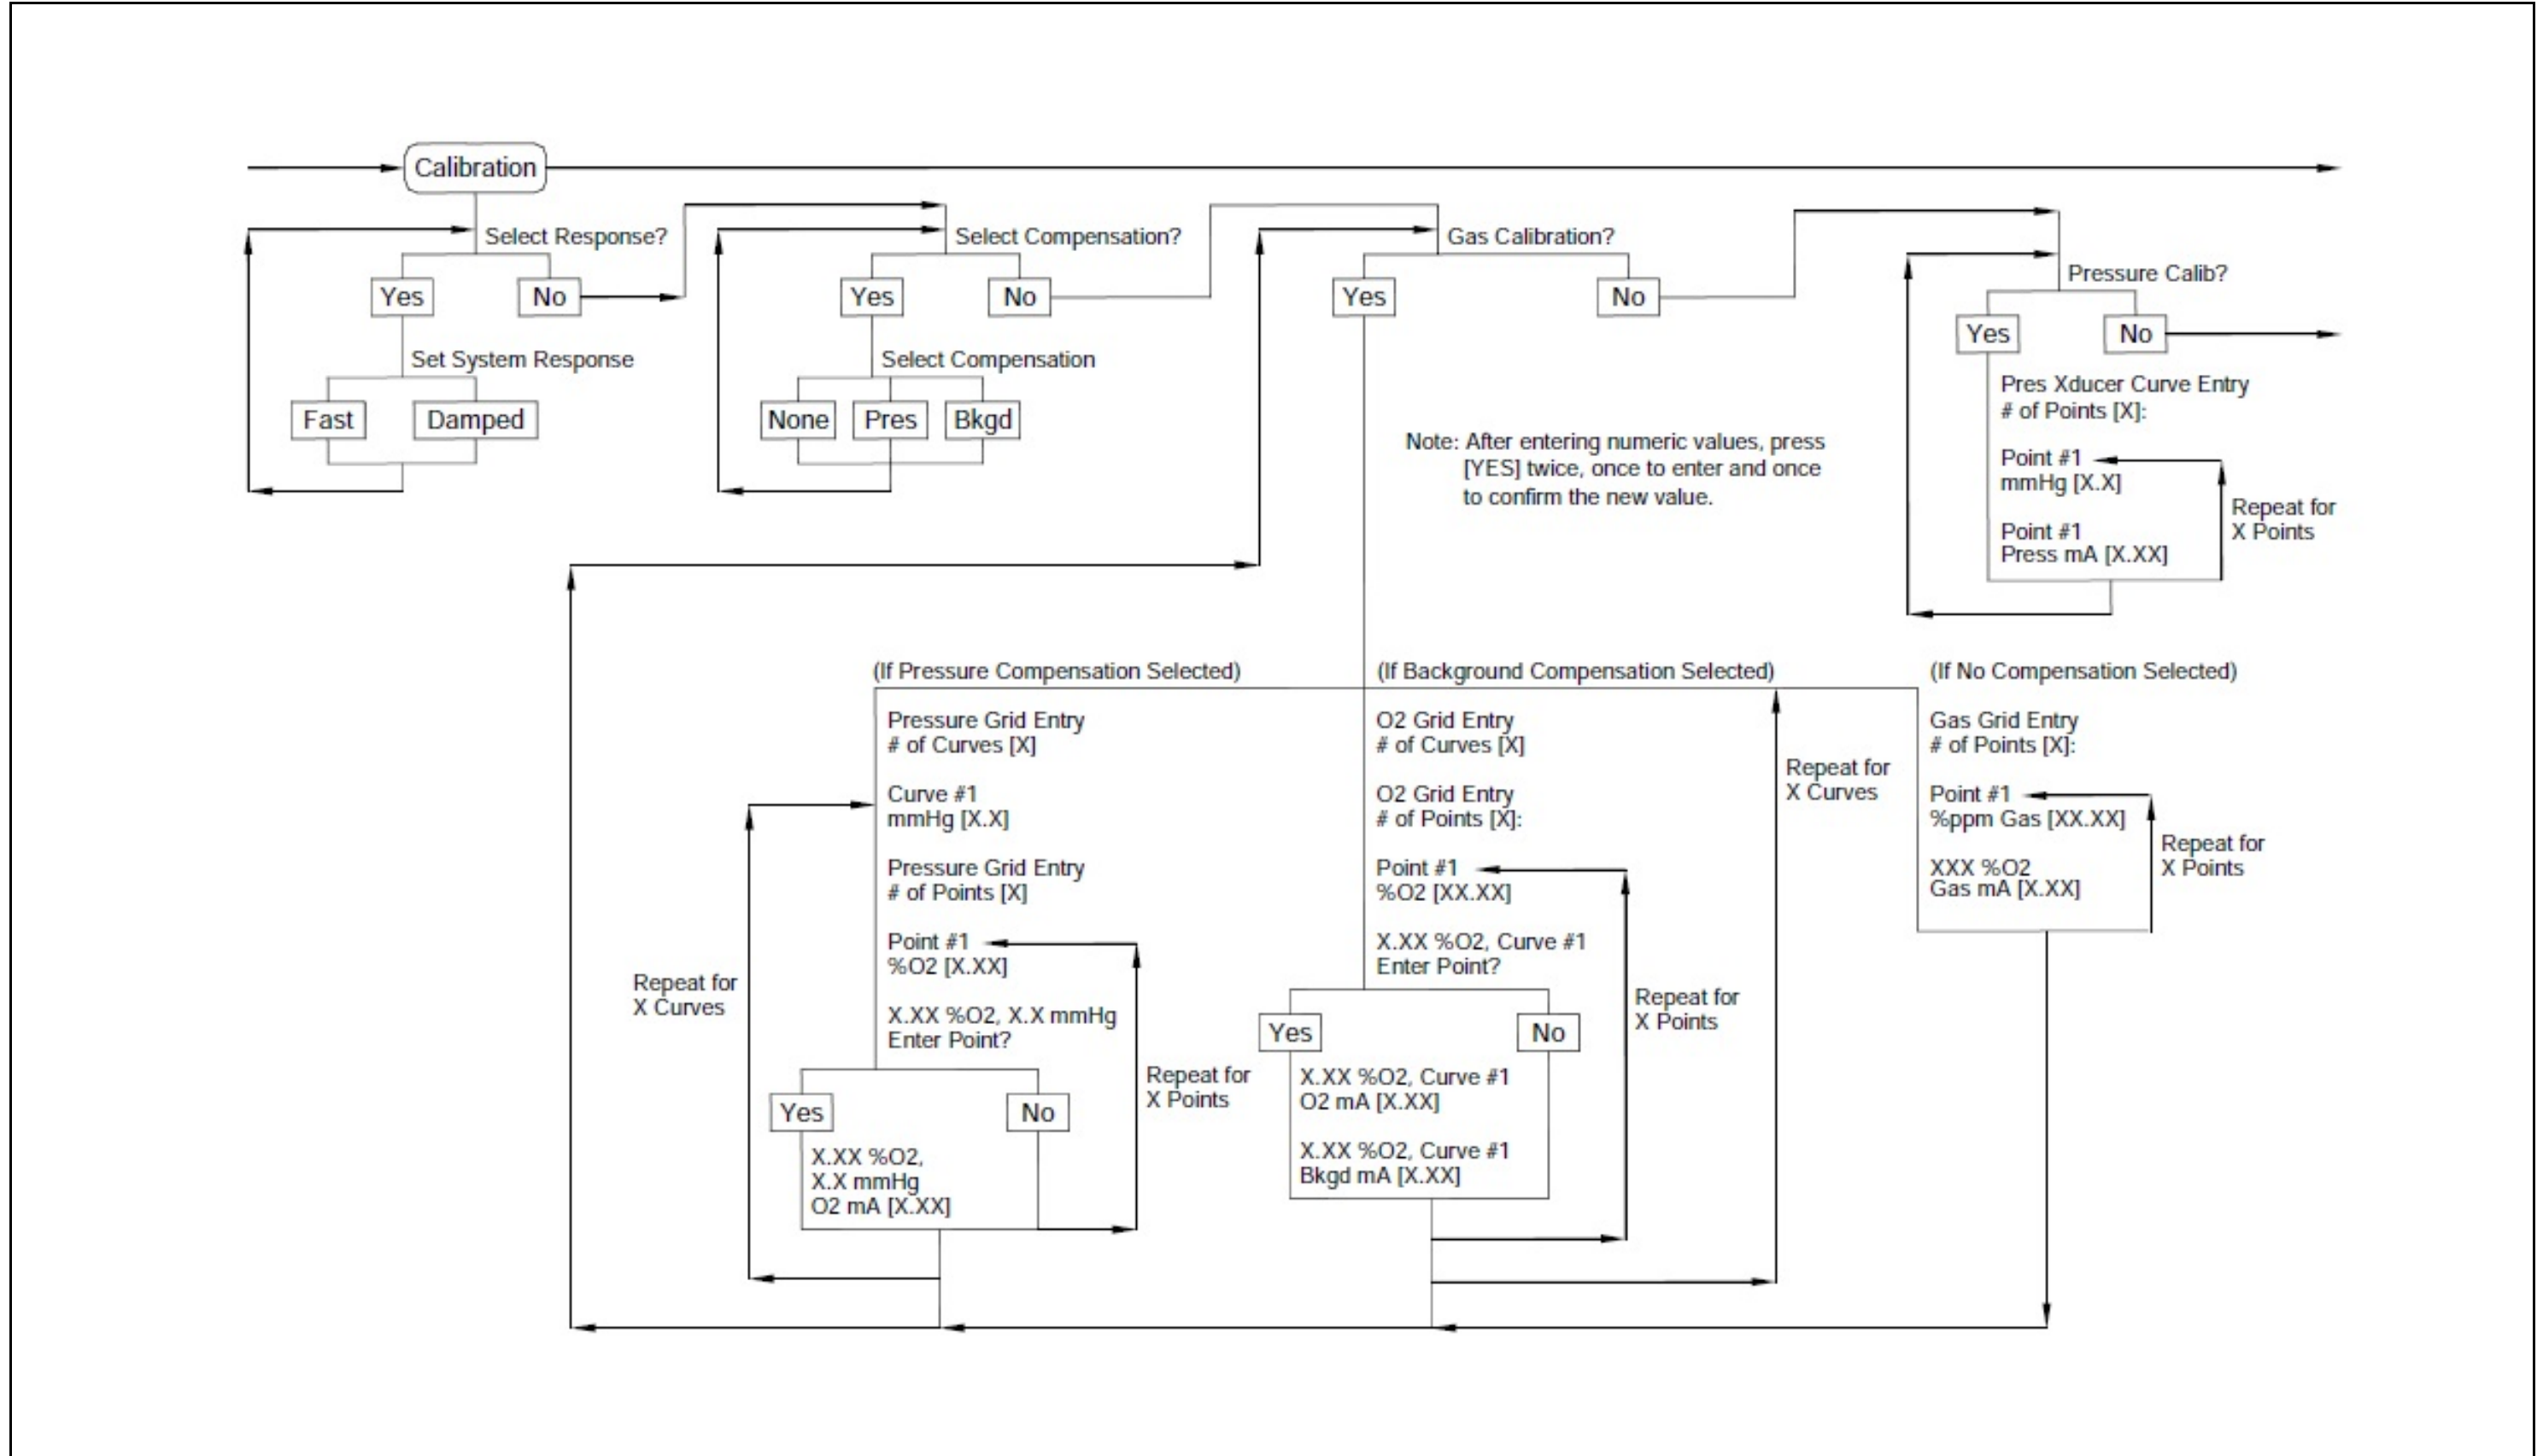 Calibration
Select Response?
Yes
No
Set System Response
Fast
Damped
Select Compensation?
Yes
No
Select Compensation
None
Pres
Bkgd
Gas Calibration?
Yes
No
Note: After entering numeric values, press
[YES] twice, once to enter and once
to confirm the new value.
Pressure Calib?
Yes
No
Pres Xducer Curve Entry
# of Points [X]:
Point #1
mmHg [X.X]
Point #1
Press mA [X.XX]
Repeat for
X Points
(If Pressure Compensation Selected)
Pressure Grid Entry
# of Curves [X]
Curve #1
mmHg [X.X]
Pressure Grid Entry
# of Points [X]
Point #1
%O2 [X.XX]
X.XX %O2, X.X mmHg
Enter Point?
Yes
No
X.XX %O2,
X.X mmHg
O2 mA [X.XX]
Repeat for
X Curves
Repeat for
X Points
(If Background Compensation Selected)
O2 Grid Entry
# of Curves [X]
O2 Grid Entry
# of Points [X]:
Point #1
%O2 [XX.XX]
X.XX %O2, Curve #1
Enter Point?
Yes
No
X.XX %O2, Curve #1
O2 mA [X.XX]
X.XX %O2, Curve #1
Bkgd mA [X.XX]
Repeat for
X Points
Repeat for
X Curves
(If No Compensation Selected)
Gas Grid Entry
# of Points [X]:
Point #1
%ppm Gas [XX.XX]
XXX %O2
Gas mA [X.XX]
Repeat for
X Points